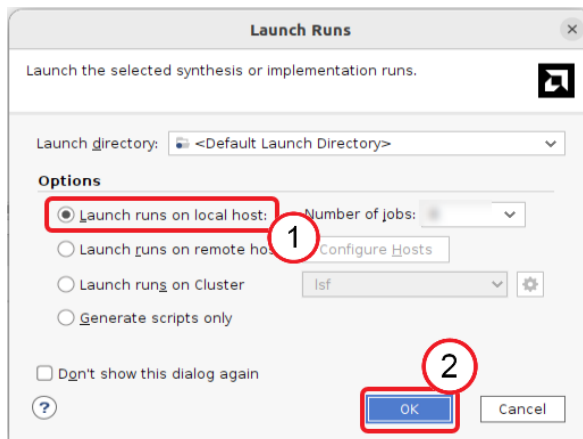 Launch Runs
Launch the selected synthesis or implementation runs.
Launch directory: <Default Launch Directory>
Options
Launch runs on local host: Number of jobs:
1
Launch runs on remote Configure Hosts
Launch runs on Cluster lsf
Generate scripts only
Don't show this dialog again
2
? OK Cancel